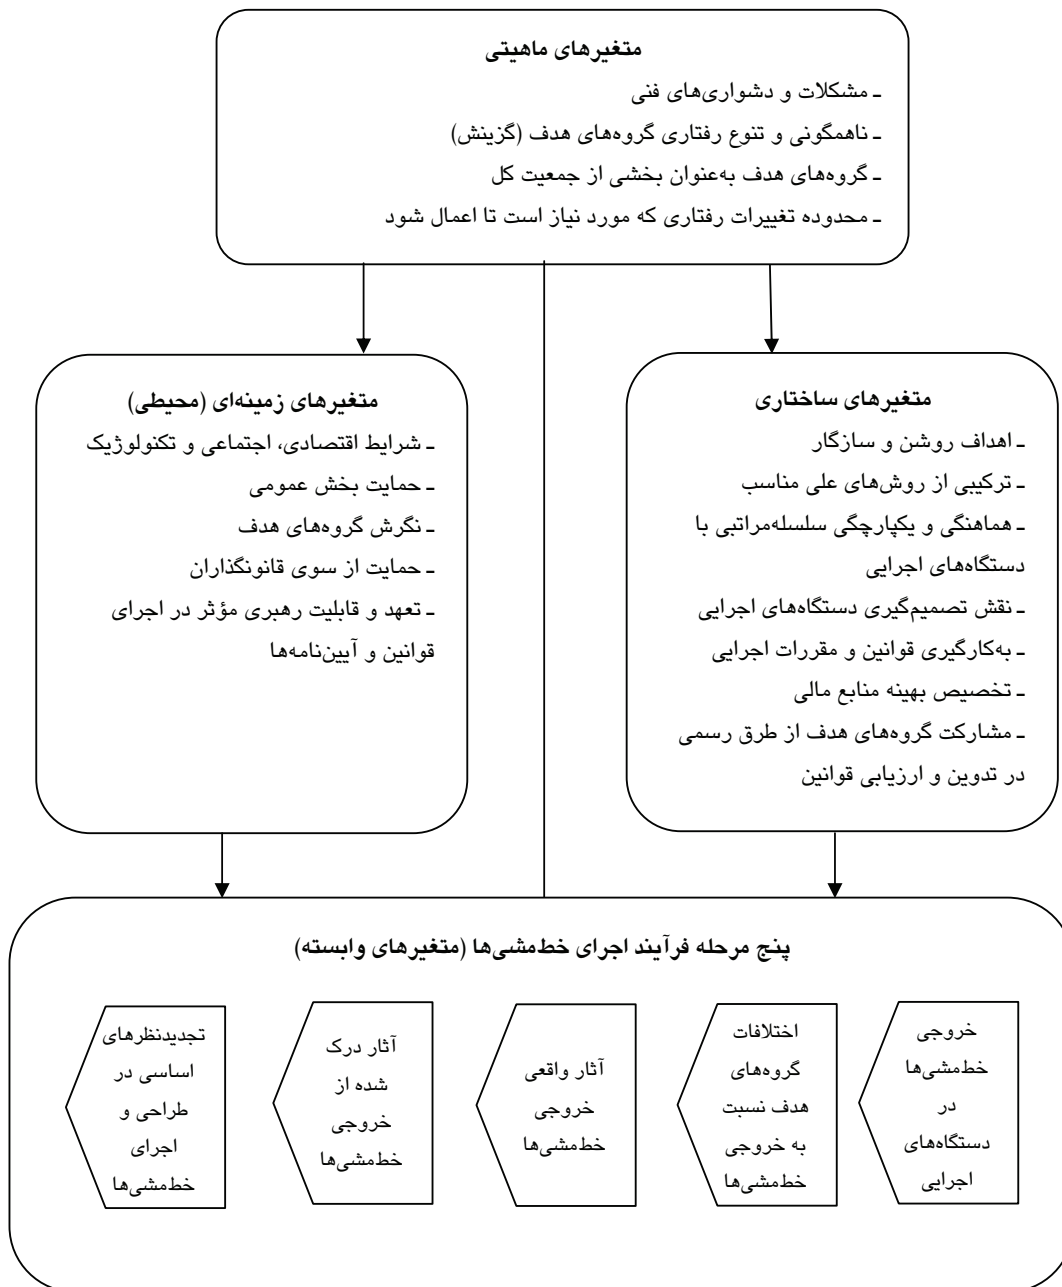 متغیرهای ماهیتی
ـ مشکلات و دشواری‌های فنی
ـ ناهمگونی و تنوع رفتاری گروه‌های هدف (گزینش)
ـ گروه‌های هدف به‌عنوان بخشی از جمعیت کل
ـ محدوده تغییرات رفتاری که مورد نیاز است تا اعمال شود
متغیرهای ساختاری
ـ اهداف روشن و سازگار
ـ ترکیبی از روش‌های علی مناسب
ـ هماهنگی و یکپارچگی سلسله‌مراتبی با
دستگاه‌های اجرایی
ـ نقش تصمیم‌گیری دستگاه‌های اجرایی
ـ به‌کارگیری قوانین و مقررات اجرایی
ـ تخصیص بهینه منابع مالی
ـ مشارکت گروه‌های هدف از طرق رسمی
در تدوین و ارزیابی قوانین
متغیرهای زمینه‌ای (محیطی)
ـ شرایط اقتصادی، اجتماعی و تکنولوژیک
ـ حمایت بخش عمومی
ـ نگرش گروه‌های هدف
ـ حمایت از سوی قانونگذاران
ـ تعهد و قابلیت رهبری مؤثر در اجرای
قوانین و آیین‌نامه‌ها
پنج مرحله فرآیند اجرای خط‌مشی‌ها (متغیرهای وابسته)
خروجی
خط‌مشی‌ها
در
دستگاه‌های
اجرایی
اختلافات
گروه‌های
هدف نسبت
به خروجی
خط‌مشی‌ها
آثار واقعی
خروجی
خط‌مشی‌ها
آثار درک
شده از
خروجی
خط‌مشی‌ها
تجدیدنظرهای
اساسی در
طراحی و
اجرای
خط‌مشی‌ها